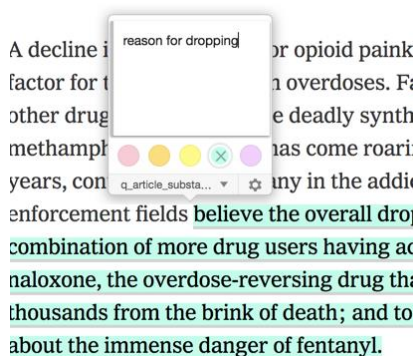 reason for dropping
A decline i or opioid paink
factor for t n overdoses. Fa
other drug e deadly synth
methamph has come roari
years, con any in the addic
q_article_substa...
enforcement fields believe the overall drop
combination of more drug users having ac
naloxone, the overdose-reversing drug tha
thousands from the brink of death; and to
about the immense danger of fentanyl.